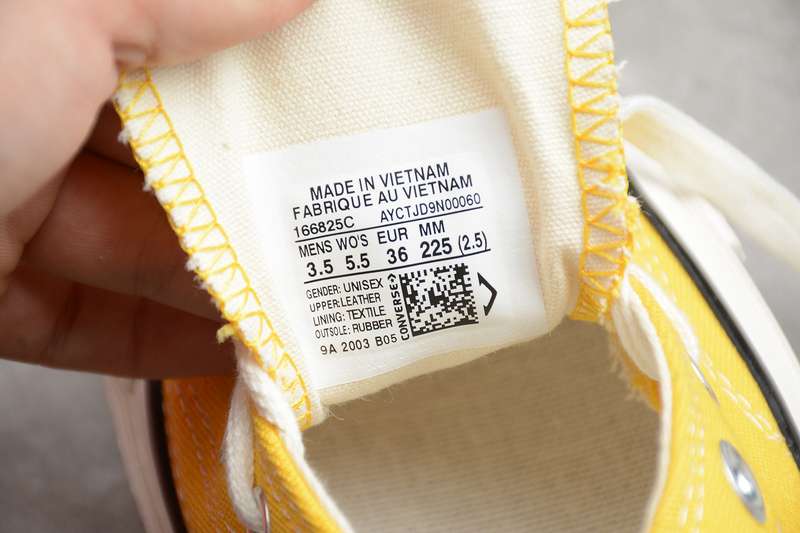 MADE IN VIETNAM
FABRIQUE AU VIETNAM
166825C AYCTJD9N00060
MENS WO'S EUR MM
3.5 5.5 36 225 (2.5)
GENDER: UNISEX
UPPER:LEATHER
LINING: TEXTILE
OUTSOLE: RUBBER
9A 2003 B05
CONVERSE